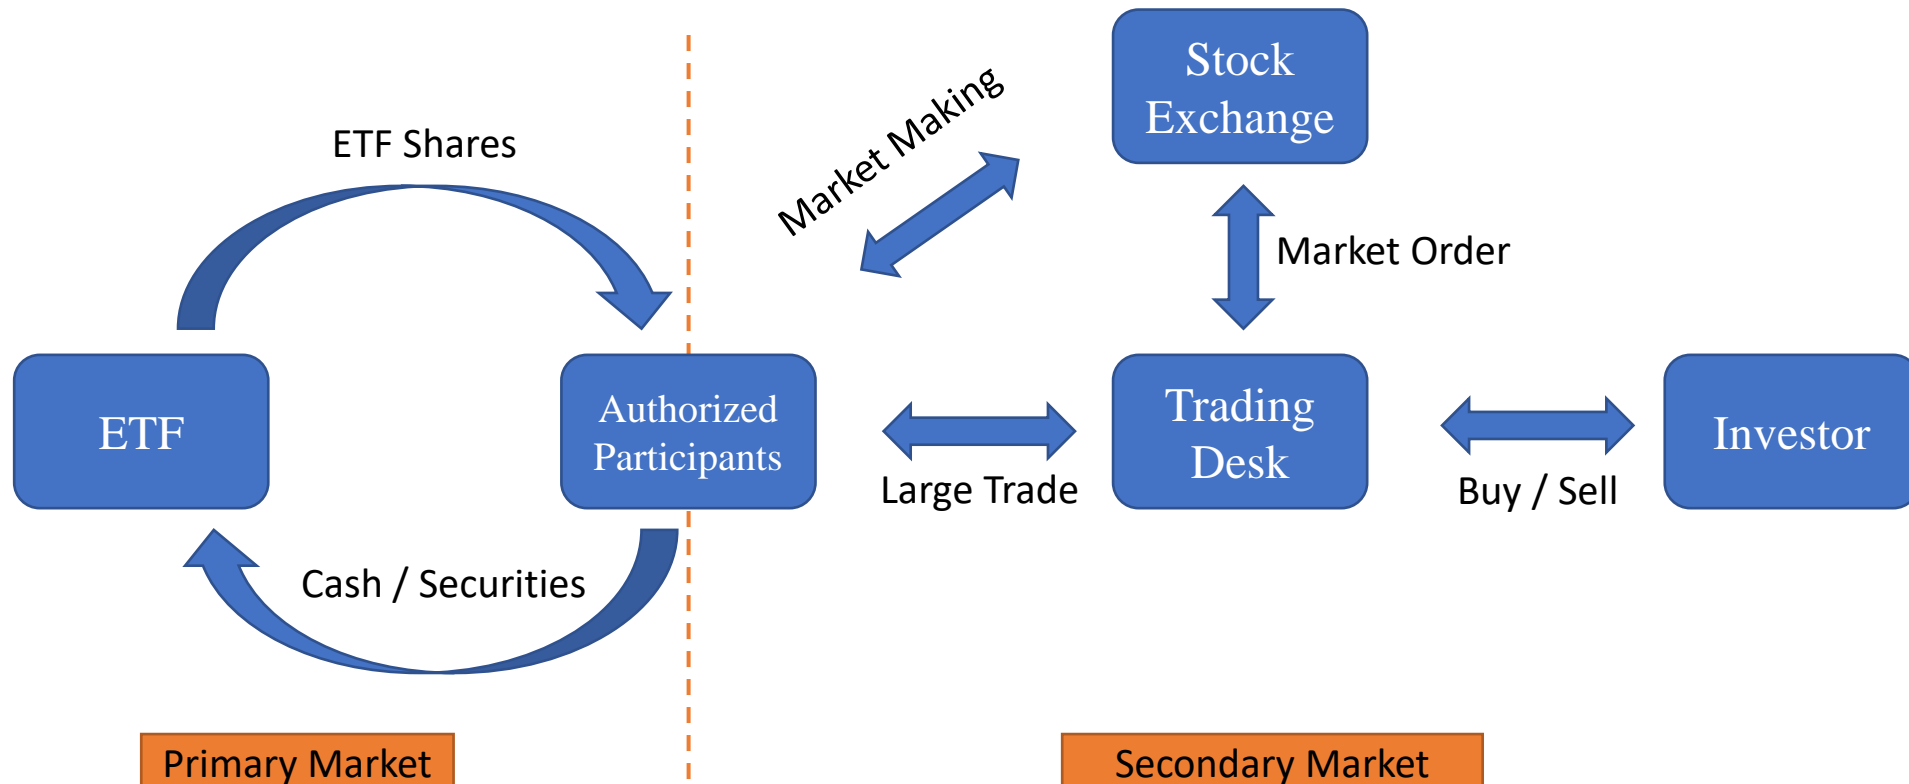 Stock
Exchange
Market Making
ETF Shares
Market Order
ETF
Authorized
Participants
Trading
Desk
Investor
Large Trade
Buy / Sell
Cash / Securities
Primary Market
Secondary Market